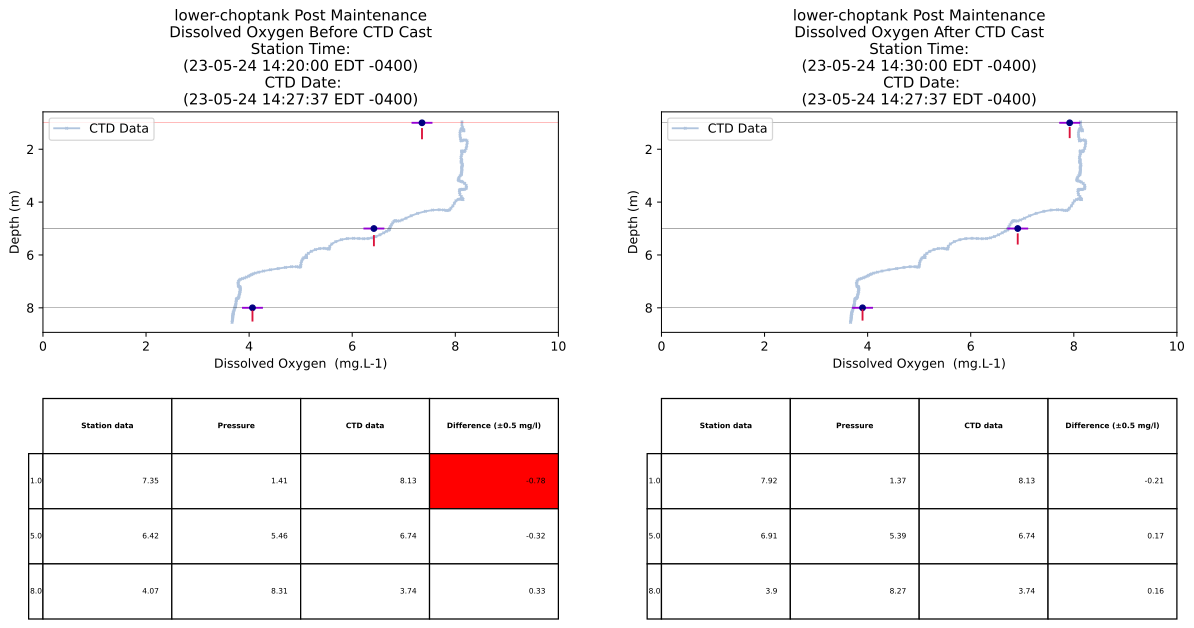 lower-choptank Post Maintenance
Dissolved Oxygen Before CTD Cast
Station Time:
(23-05-24 14:20:00 EDT -0400)
CTD Date:
(23-05-24 14:27:37 EDT -0400)
CTD Data
2
4
6
8
Depth (m)
0 2 4 6 8 10
Dissolved Oxygen (mg.L-1)
lower-choptank Post Maintenance
Dissolved Oxygen After CTD Cast
Station Time:
(23-05-24 14:30:00 EDT -0400)
CTD Date:
(23-05-24 14:27:37 EDT -0400)
CTD Data
2
4
6
8
Depth (m)
0 2 4 6 8 10
Dissolved Oxygen (mg.L-1)
Station data Pressure CTD data Difference (±0.5 mg/l)
1.0 7.35 1.41 8.13 -0.78
5.0 6.42 5.46 6.74 -0.32
8.0 4.07 8.31 3.74 0.33
Station data Pressure CTD data Difference (±0.5 mg/l)
1.0 7.92 1.37 8.13 -0.21
5.0 6.91 5.39 6.74 0.17
8.0 3.9 8.27 3.74 0.16